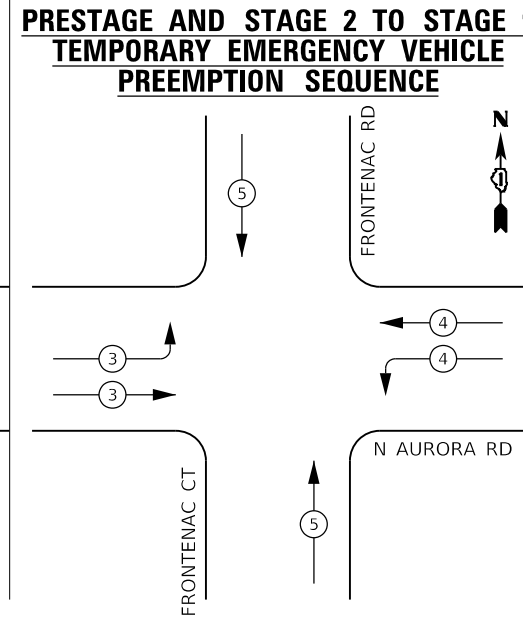 PRESTAGE AND STAGE 2 TO STAGE
TEMPORARY EMERGENCY VEHICLE
PREEMPTION SEQUENCE
FRONTENAC RD
N
5
4
3
4
3
N AURORA RD
FRONTENAC CT
5